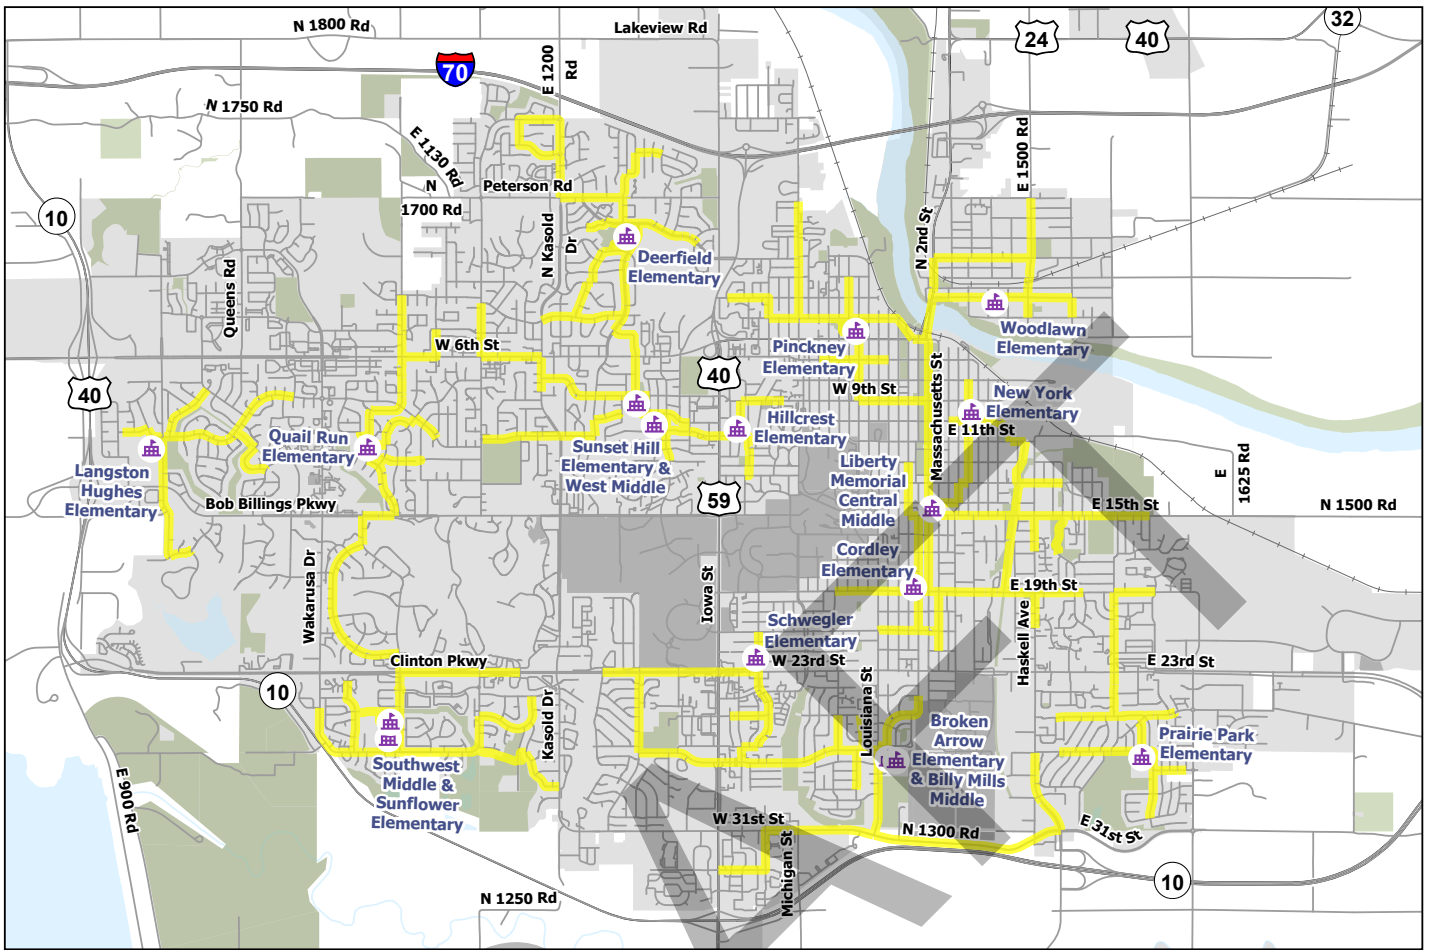 N 1800 Rd
Lakeview Rd
24
40
32
70
E 1200
Rd
N 1750 Rd
E 1130 Rd
E 1500 Rd
N
1700 Rd
Peterson Rd
10
N Kasold
Dr
N 2nd St
Queens Rd
Deerfield
Elementary
Woodlawn
Elementary
W 6th St
Pinckney
Elementary
40
40
W 9th St
Massachusetts St
New York
Elementary
E 11th St
Hillcrest
Elementary
Quail Run
Elementary
Sunset Hill
Elementary &
West Middle
Langston
Hughes
Elementary
Liberty
Memorial
Central
Middle
E
1625 Rd
Bob Billings Pkwy
59
E 15th St
N 1500 Rd
Cordley
Elementary
Wakarusa Dr
Iowa St
E 19th St
Haskell Ave
Schwegler
Elementary
Clinton Pkwy
W 23rd St
E 23rd St
10
Kasold Dr
Louisiana St
Broken
Arrow
Elementary
& Billy Mills
Middle
Prairie Park
Elementary
Southwest
Middle &
Sunflower
Elementary
E 900 Rd
W 31st St
N 1300 Rd
E 31st St
Michigan St
10
N 1250 Rd